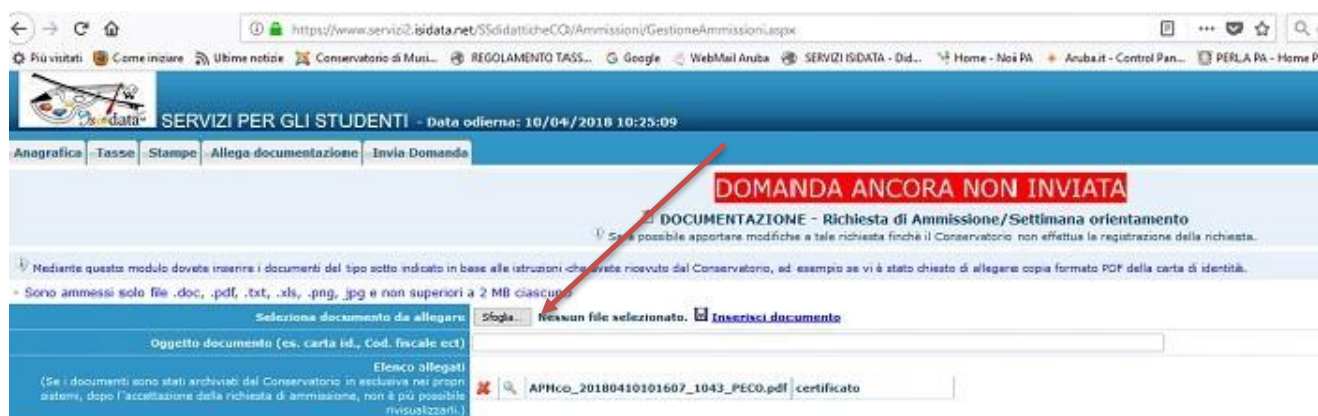 https://www.servizi2.isidata.net/SSdidatticheCO/Ammissioni/GestioneAmmissioni.aspx
Più visitati Come iniziare Ultime notizie Conservatorio di Musi... REGOLAMENTO TASS... Google WebMail Aruba SERVIZI ISIDATA - Did... Home - Noi PA Aruba.it - Control Pan... PERLA PA - Home P
isidata SERVIZI PER GLI STUDENTI - Data odierna: 10/04/2018 10:25:09
Anagrafica Tasse Stampe Allega documentazione Invia Domanda
DOMANDA ANCORA NON INVIATA
DOCUMENTAZIONE - Richiesta di Ammissione/Settimana orientamento
Sarà possibile apportare modifiche a tale richiesta finchè il Conservatorio non effettua la registrazione della richiesta.
Mediante questo modulo dovete inserire i documenti del tipo sotto indicato in base alle istruzioni che avete ricevuto dal Conservatorio, ad esempio se vi è stato chiesto di allegare copia formato PDF della carta di identità.
- Sono ammessi solo file .doc, .pdf, .txt, .xls, .png, jpg e non superiori a 2 MB ciascuno
Seleziona documento da allegare Sfoglia... Nessun file selezionato. Inserisci documento
Oggetto documento (es. carta id., Cod. fiscale ect)
Elenco allegati
(Se i documenti sono stati archiviati dal Conservatorio in esclusiva nei propri
sistemi, dopo l'accettazione della richiesta di ammissione, non è più possibile
rivisualizzarli.)
APMco_20180410101607_1043_PECO.pdf certificato